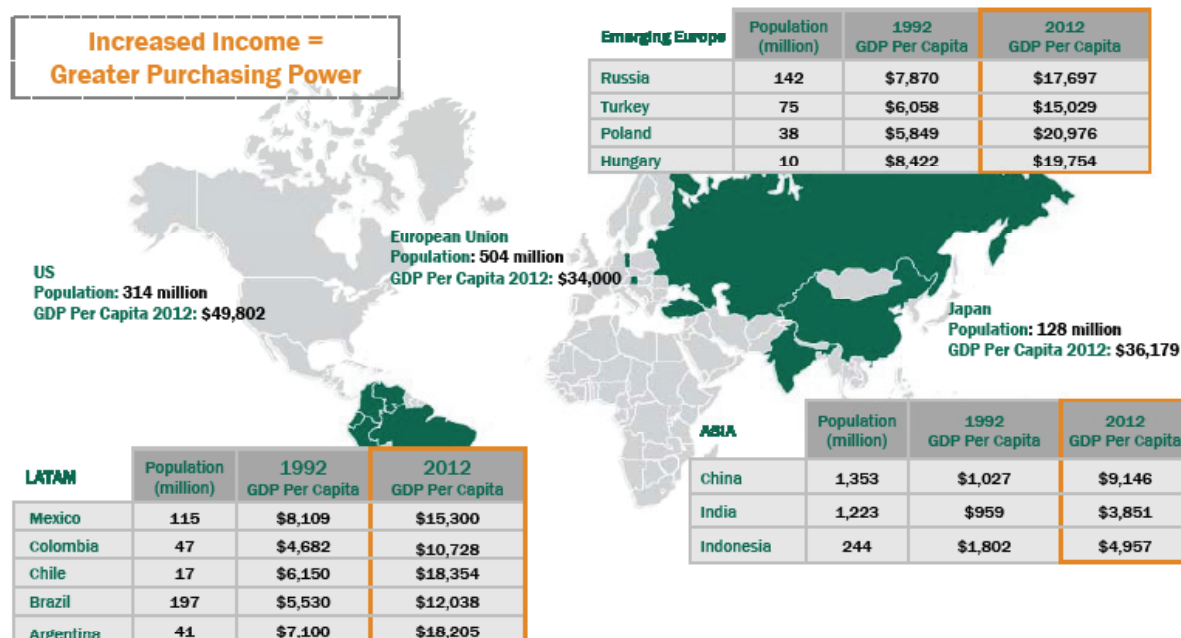 Increased Income =
Greater Purchasing Power
Emerging Europe Population (million) 1992 GDP Per Capita 2012 GDP Per Capita
Russia 142 $7,870 $17,697
Turkey 75 $6,058 $15,029
Poland 38 $5,849 $20,976
Hungary 10 $8,422 $19,754
European Union
Population: 504 million
GDP Per Capita 2012: $34,000
US
Population: 314 million
GDP Per Capita 2012: $49,802
Japan
Population: 128 million
GDP Per Capita 2012: $36,179
ASIA Population (million) 1992 GDP Per Capita 2012 GDP Per Capita
China 1,353 $1,027 $9,146
India 1,223 $959 $3,851
Indonesia 244 $1,802 $4,957
LATAM Population (million) 1992 GDP Per Capita 2012 GDP Per Capita
Mexico 115 $8,109 $15,300
Colombia 47 $4,682 $10,728
Chile 17 $6,150 $18,354
Brazil 197 $5,530 $12,038
Argentina 41 $7,100 $18,205